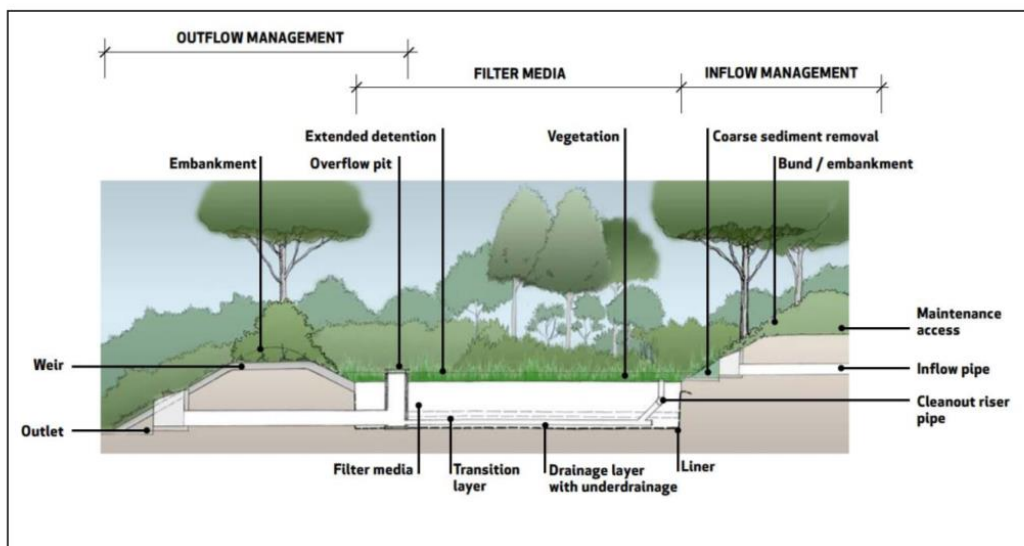 OUTFLOW MANAGEMENT
FILTER MEDIA
INFLOW MANAGEMENT
Extended detention
Vegetation
Coarse sediment removal
Embankment
Overflow pit
Bund / embankment
Maintenance
access
Weir
Inflow pipe
Cleanout riser
pipe
Outlet
Filter media
Transition
layer
Drainage layer
with underdrainage
Liner